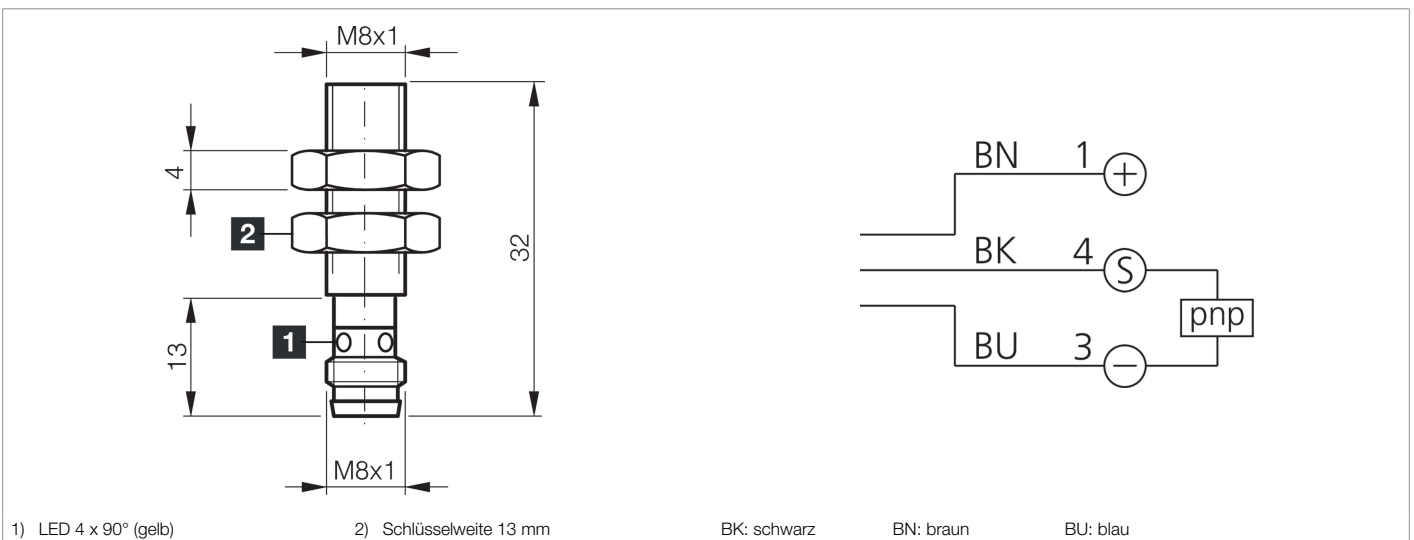 M8x1
4
2
32
13
1
M8x1
BN 1 +
BK 4 S
pnp
BU 3 −
1) LED 4 x 90° (gelb) 2) Schlüsselweite 13 mm BK: schwarz BN: braun BU: blau